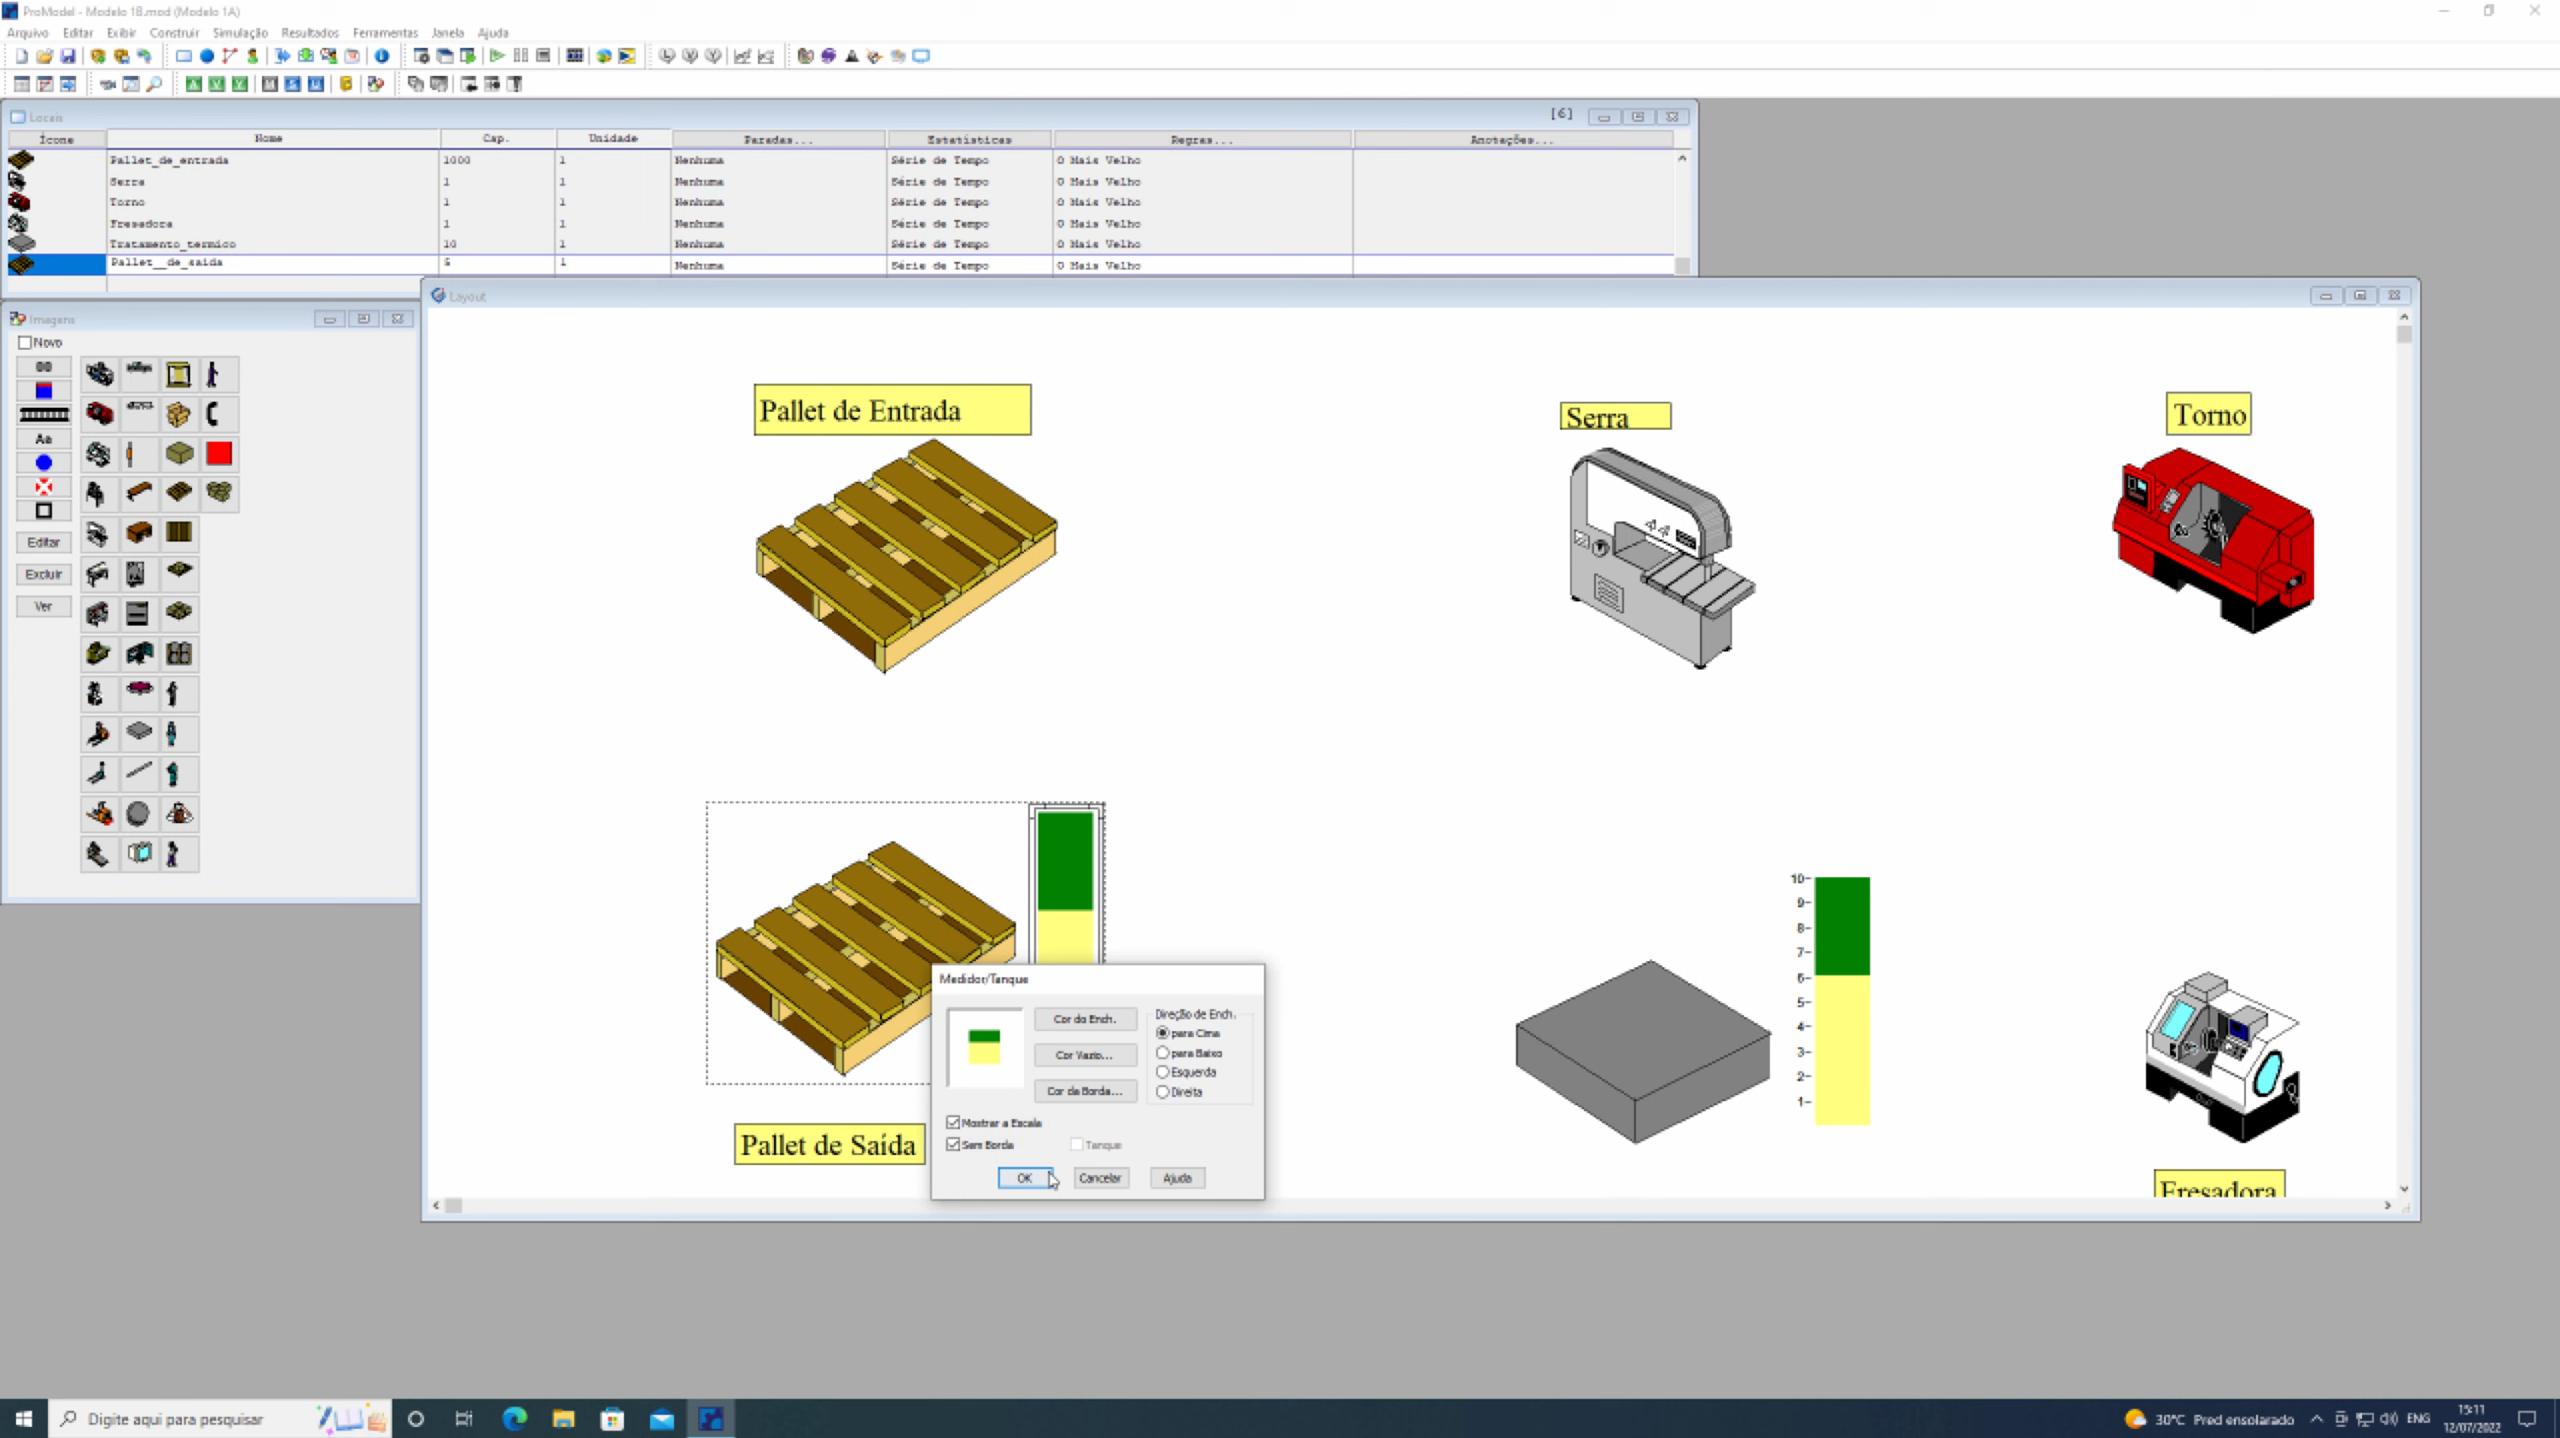 ProModel - Modelo 1B.mod (Modelo 1A)
Arquivo Editar Exibir Construir Simulação Resultados Ferramentas Janela Ajuda
Locais [6]
Ícone Nome Cap. Unidade Paradas... Estatísticas Regras... Anotações...
Pallet_de_entrada 1000 1 Nenhuma Série de Tempo O Mais Velho
Serra 1 1 Nenhuma Série de Tempo O Mais Velho
Torno 1 1 Nenhuma Série de Tempo O Mais Velho
Fresadora 1 1 Nenhuma Série de Tempo O Mais Velho
Tratamento_termico 10 1 Nenhuma Série de Tempo O Mais Velho
Pallet__de_saida 5 1 Nenhuma Série de Tempo O Mais Velho
Layout
Imagens
Novo
Aa
Editar
Excluir
Ver
Pallet de Entrada
Serra
Torno
44
10
9
8
7
6
5
4
3
2
1
Pallet de Saída
Fresadora
Medidor/Tanque
Cor do Ench.
Cor Vazio...
Cor da Borda...
Direção de Ench.
para Cima
para Baixo
Esquerda
Direita
Mostrar a Escala
Sem Borda
Tanque
OK Cancelar Ajuda
Digite aqui para pesquisar
30°C Pred ensolarado
ENG
15:11
12/07/2022